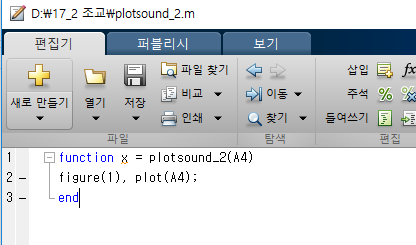 D:₩17_2 조교₩plotsound_2.m
편집기 퍼블리시 보기
새로 만들기 열기 저장 파일 찾기 비교 인쇄 이동 찾기 삽입 fx 주석 % 들여쓰기
파일 탐색 편집
1 function x = plotsound_2(A4)
2 – figure(1), plot(A4);
3 – end